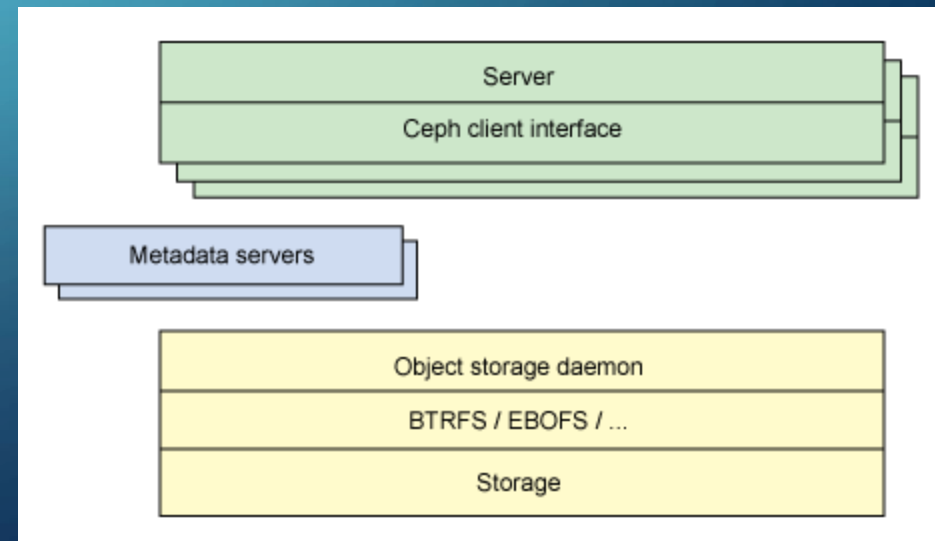 Server
Ceph client interface
Metadata servers
Object storage daemon
BTRFS / EBOFS / ...
Storage